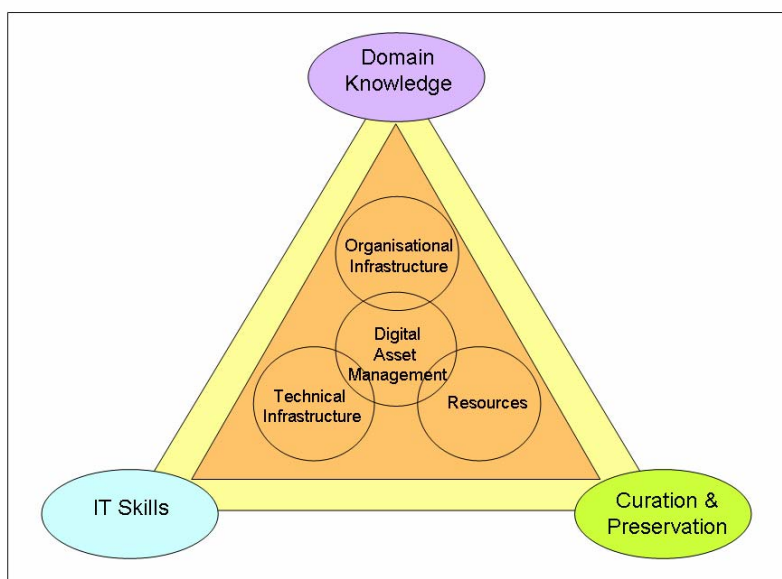 Domain
Knowledge
Organisational
Infrastructure
Digital
Asset
Management
Technical
Infrastructure
Resources
IT Skills
Curation &
Preservation